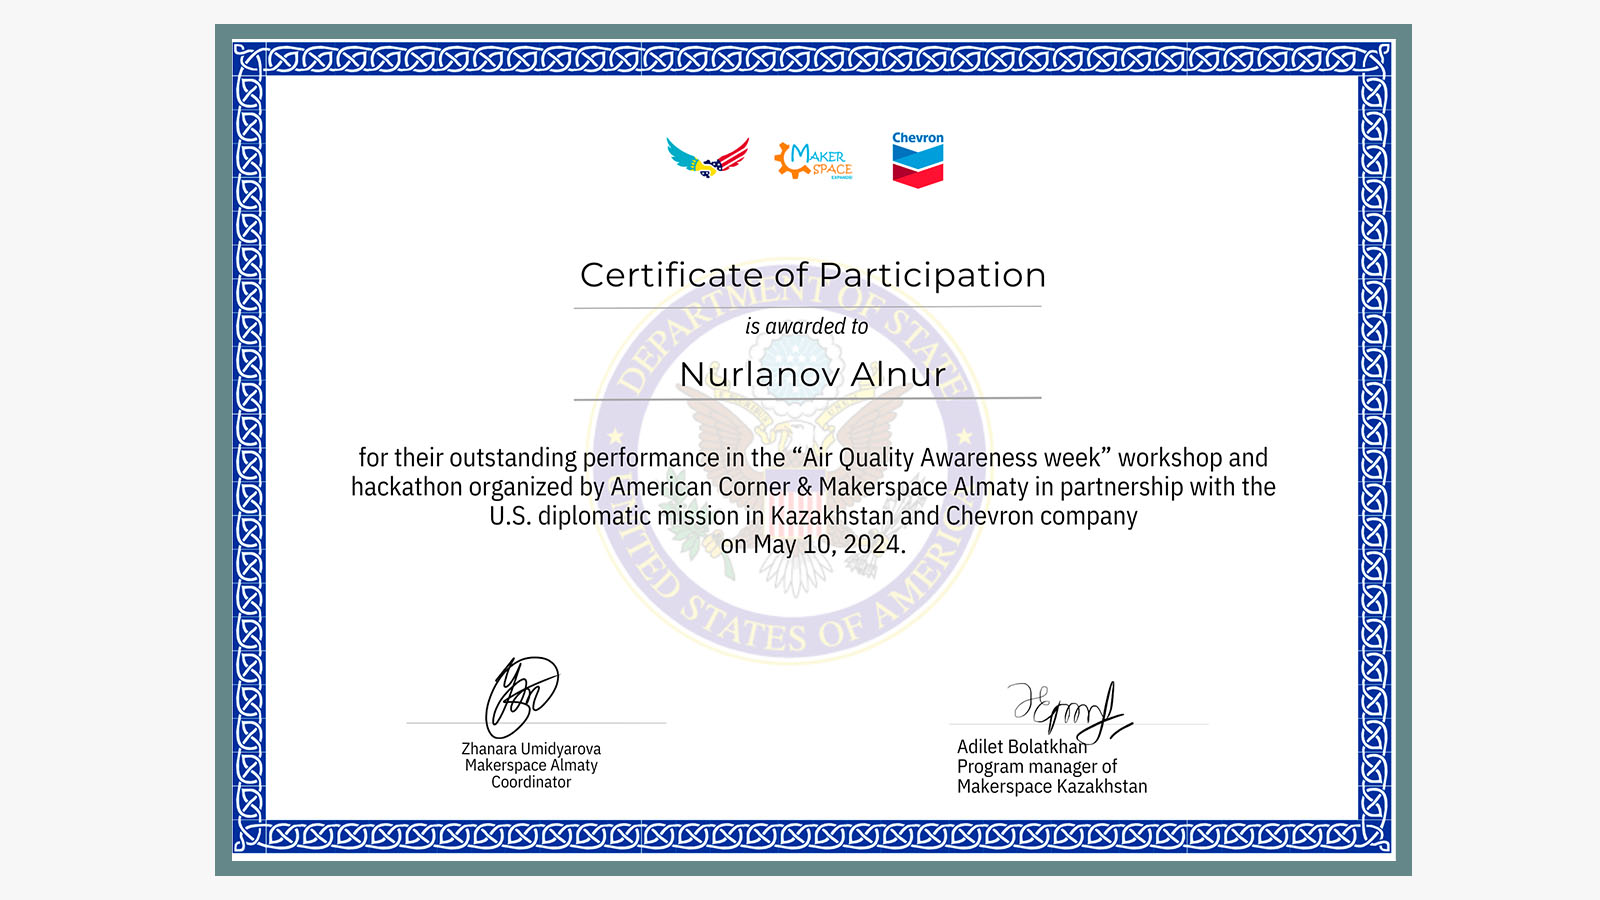 Chevron
MAKER
SPACE
EXPANDED
Certificate of Participation
is awarded to
Nurlanov Alnur
for their outstanding performance in the “Air Quality Awareness week” workshop and
hackathon organized by American Corner & Makerspace Almaty in partnership with the
U.S. diplomatic mission in Kazakhstan and Chevron company
on May 10, 2024.
DEPARTMENT OF STATE
UNITED STATES OF AMERICA
Zhanara Umidyarova
Makerspace Almaty
Coordinator
Adilet Bolatkhan
Program manager of
Makerspace Kazakhstan